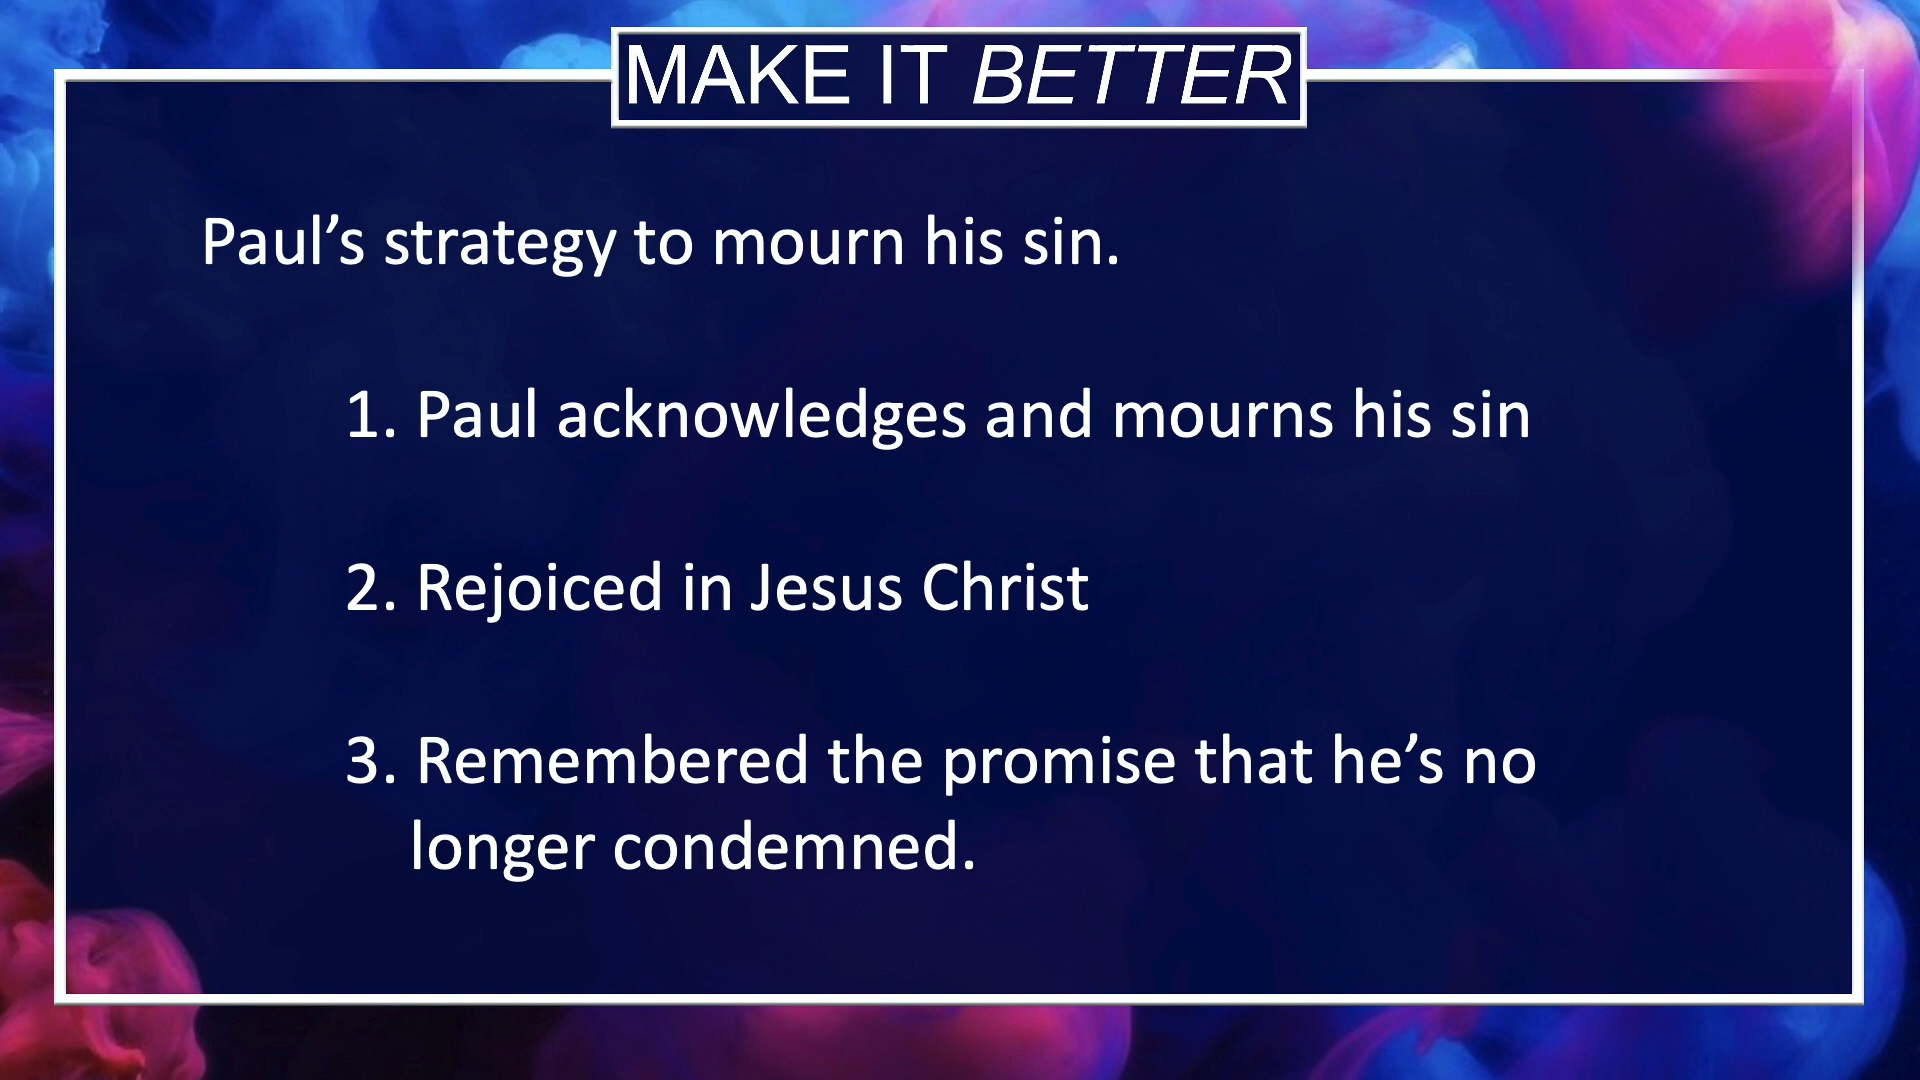 MAKE IT BETTER
Paul’s strategy to mourn his sin.
1. Paul acknowledges and mourns his sin
2. Rejoiced in Jesus Christ
3. Remembered the promise that he’s no
longer condemned.